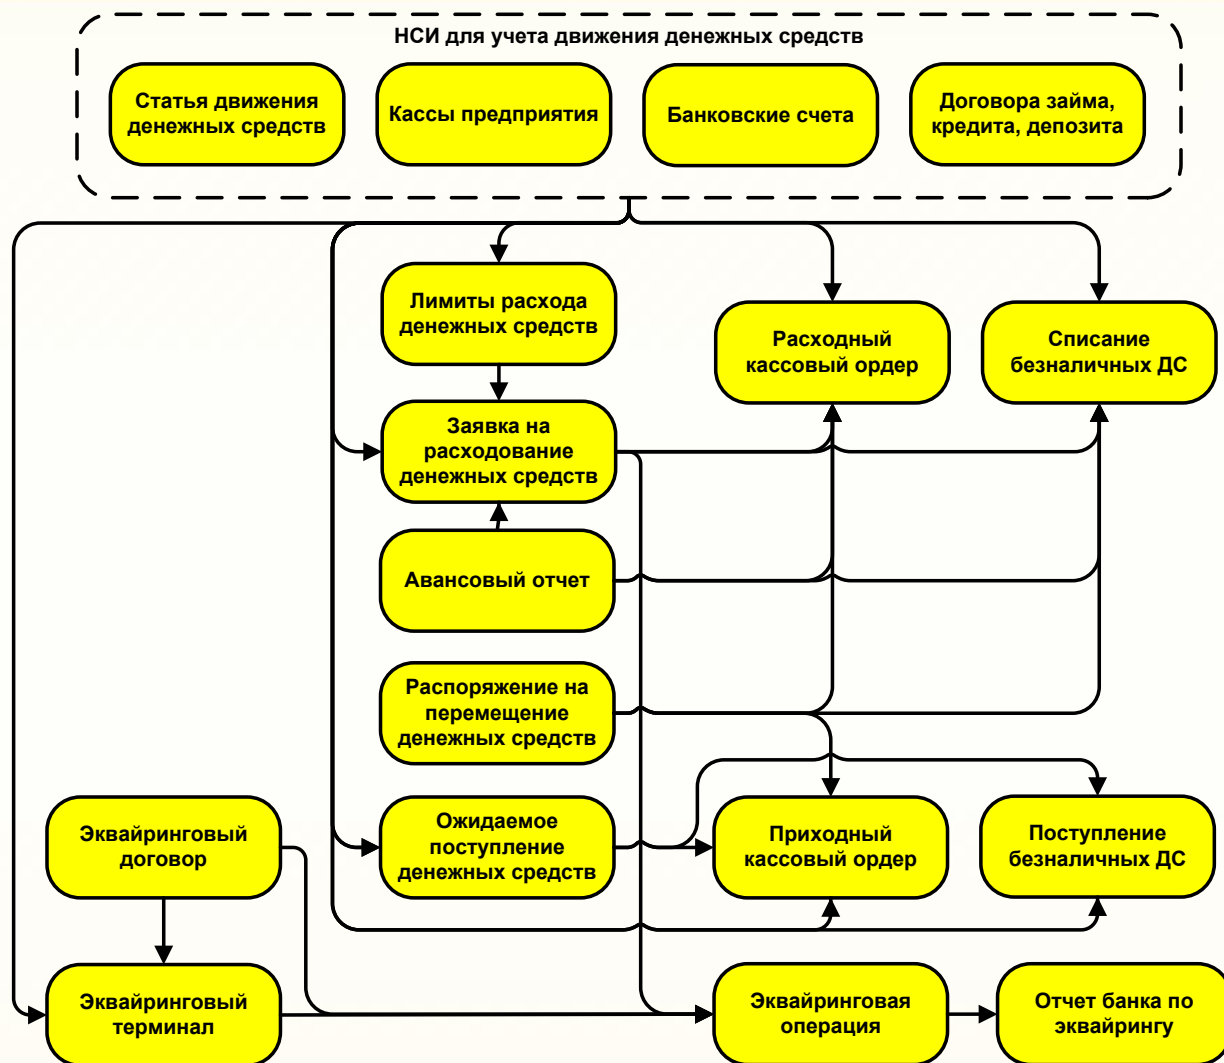 НСИ для учета движения денежных средств
Статья движения
денежных средств
Кассы предприятия
Банковские счета
Договора займа,
кредита, депозита
Лимиты расхода
денежных средств
Расходный
кассовый ордер
Списание
безналичных ДС
Заявка на
расходование
денежных средств
Авансовый отчет
Распоряжение на
перемещение
денежных средств
Эквайринговый
договор
Ожидаемое
поступление
денежных средств
Приходный
кассовый ордер
Поступление
безналичных ДС
Эквайринговый
терминал
Эквайринговая
операция
Отчет банка по
эквайрингу